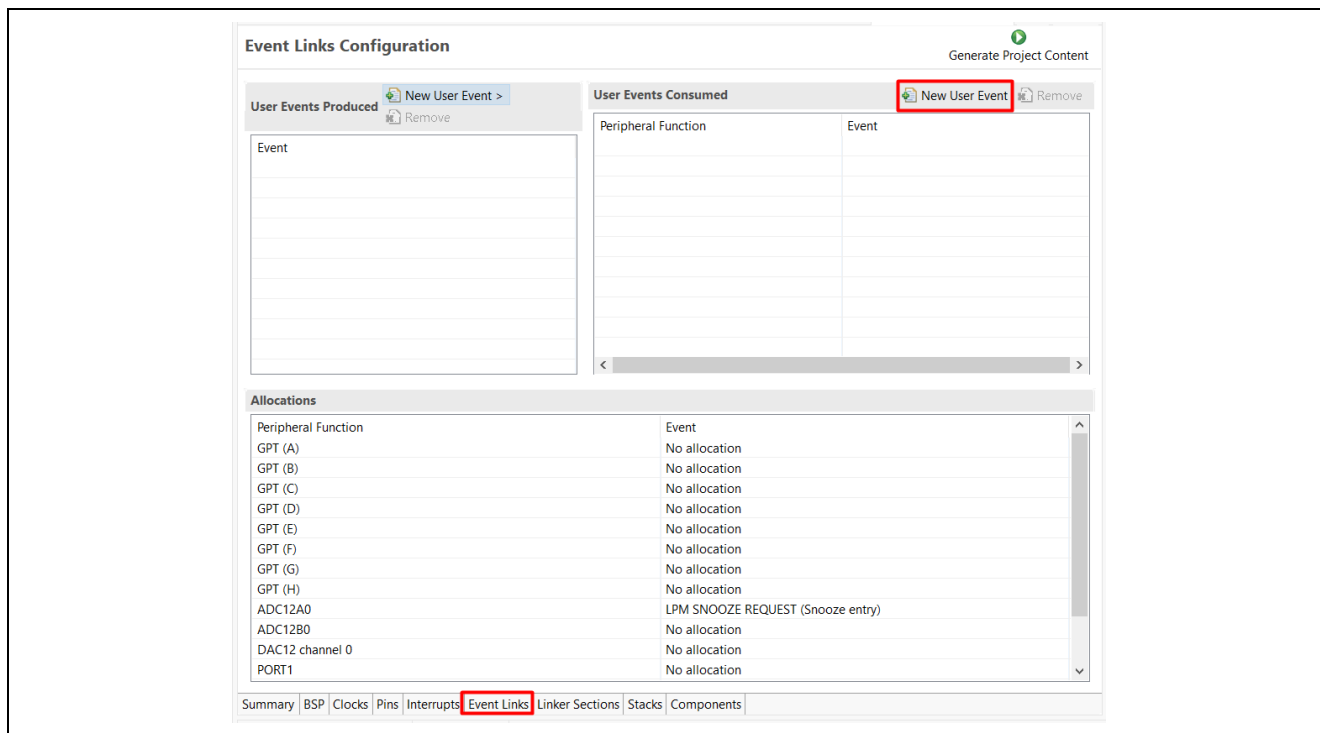 Event Links Configuration
Generate Project Content
User Events Produced
New User Event >
Remove
Event
User Events Consumed
New User Event
Remove
Peripheral Function Event
Allocations
Peripheral Function Event
GPT (A) No allocation
GPT (B) No allocation
GPT (C) No allocation
GPT (D) No allocation
GPT (E) No allocation
GPT (F) No allocation
GPT (G) No allocation
GPT (H) No allocation
ADC12A0 LPM SNOOZE REQUEST (Snooze entry)
ADC12B0 No allocation
DAC12 channel 0 No allocation
PORT1 No allocation
Summary BSP Clocks Pins Interrupts Event Links Linker Sections Stacks Components